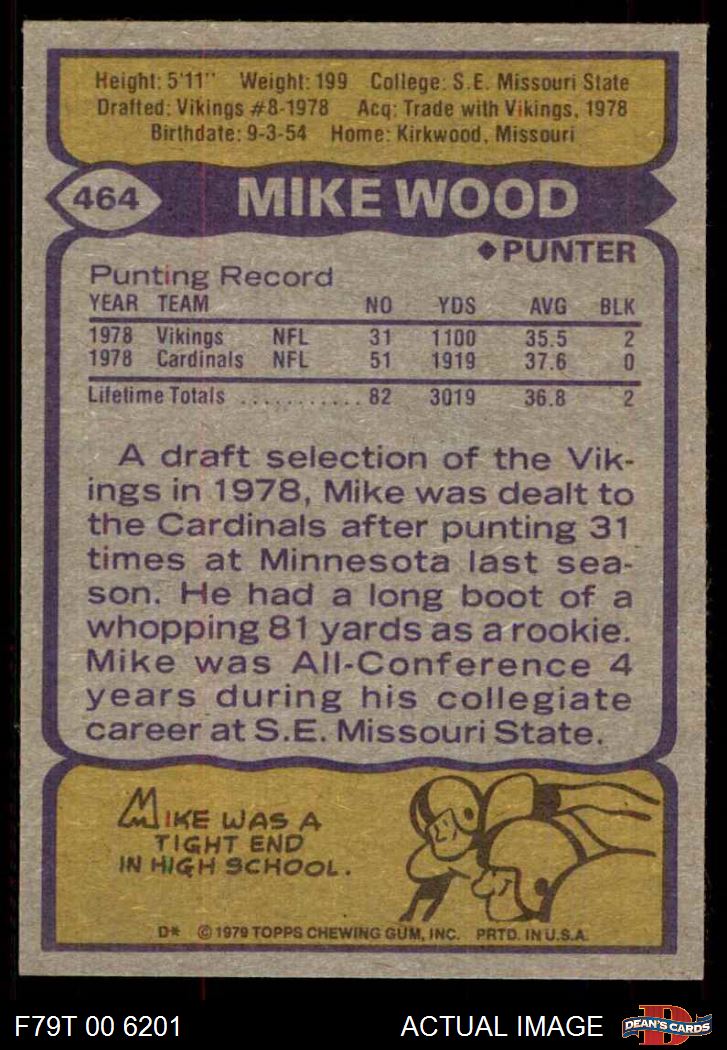 Height: 5'11" Weight: 199 College: S.E. Missouri State
Drafted: Vikings #8-1978 Acq: Trade with Vikings, 1978
Birthdate: 9-3-54 Home: Kirkwood, Missouri
464 MIKE WOOD
◆PUNTER
Punting Record
YEAR TEAM NO YDS AVG BLK
1978 Vikings NFL 31 1100 35.5 2
1978 Cardinals NFL 51 1919 37.6 0
Lifetime Totals ........... 82 3019 36.8 2
A draft selection of the Vik-
ings in 1978, Mike was dealt to
the Cardinals after punting 31
times at Minnesota last sea-
son. He had a long boot of a
whopping 81 yards as a rookie.
Mike was All-Conference 4
years during his collegiate
career at S.E. Missouri State.
MIKE WAS A
TIGHT END
IN HIGH SCHOOL.
D* © 1979 TOPPS CHEWING GUM, INC. PRTD. IN U.S.A.
F79T 00 6201 ACTUAL IMAGE D DEAN'S CARDS